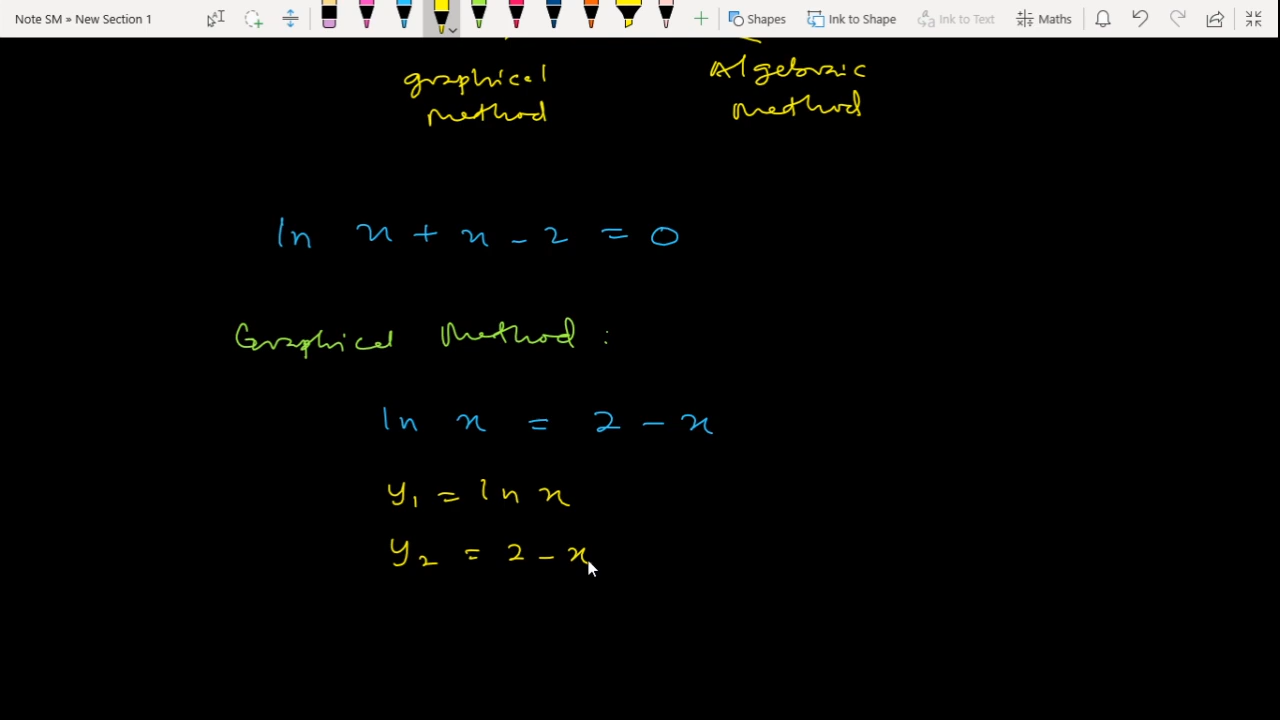 Note SM » New Section 1
Shapes Ink to Shape Ink to Text Maths
graphical Algebraic
method method
ln x + x - 2 = 0
Graphical Method :
ln x = 2 - x
y₁ = ln x
y₂ = 2 - x